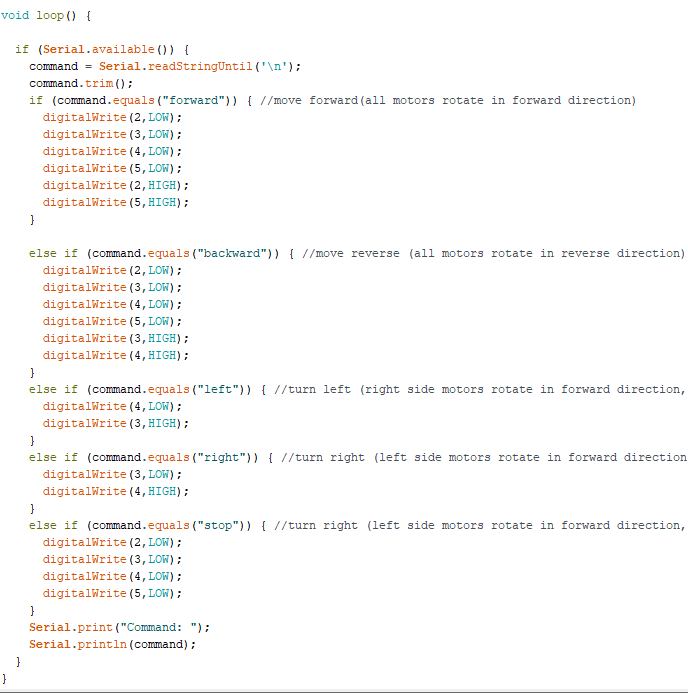 void loop() {
if (Serial.available()) {
command = Serial.readStringUntil('\n');
command.trim();
if (command.equals("forward")) { //move forward(all motors rotate in forward direction)
digitalWrite(2,LOW);
digitalWrite(3,LOW);
digitalWrite(4,LOW);
digitalWrite(5,LOW);
digitalWrite(2,HIGH);
digitalWrite(5,HIGH);
}
else if (command.equals("backward")) { //move reverse (all motors rotate in reverse direction)
digitalWrite(2,LOW);
digitalWrite(3,LOW);
digitalWrite(4,LOW);
digitalWrite(5,LOW);
digitalWrite(3,HIGH);
digitalWrite(4,HIGH);
}
else if (command.equals("left")) { //turn left (right side motors rotate in forward direction,
digitalWrite(4,LOW);
digitalWrite(3,HIGH);
}
else if (command.equals("right")) { //turn right (left side motors rotate in forward direction
digitalWrite(3,LOW);
digitalWrite(4,HIGH);
}
else if (command.equals("stop")) { //turn right (left side motors rotate in forward direction,
digitalWrite(2,LOW);
digitalWrite(3,LOW);
digitalWrite(4,LOW);
digitalWrite(5,LOW);
}
Serial.print("Command: ");
Serial.println(command);
}
}